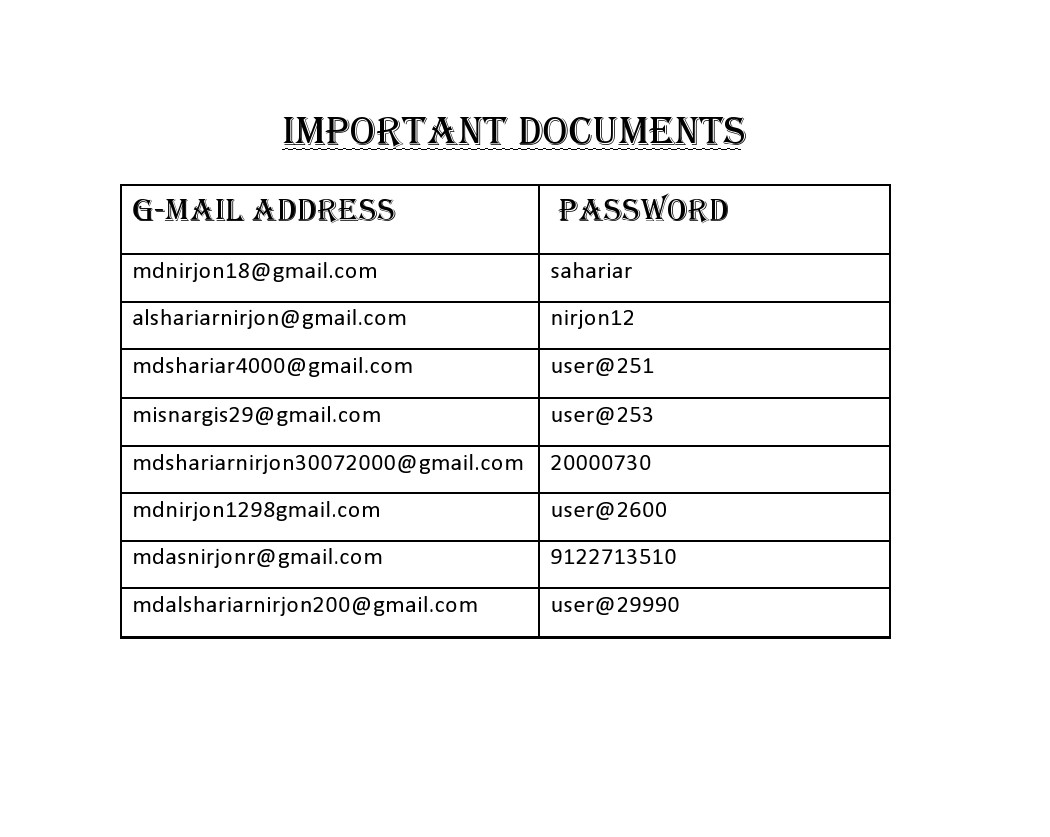 IMPORTANT DOCUMENTS
G-MAIL ADDRESS PASSWORD
mdnirjon18@gmail.com sahariar
alshariarnirjon@gmail.com nirjon12
mdshariar4000@gmail.com user@251
misnargis29@gmail.com user@253
mdshariarnirjon30072000@gmail.com 20000730
mdnirjon1298gmail.com user@2600
mdasnirjonr@gmail.com 9122713510
mdalshariarnirjon200@gmail.com user@29990